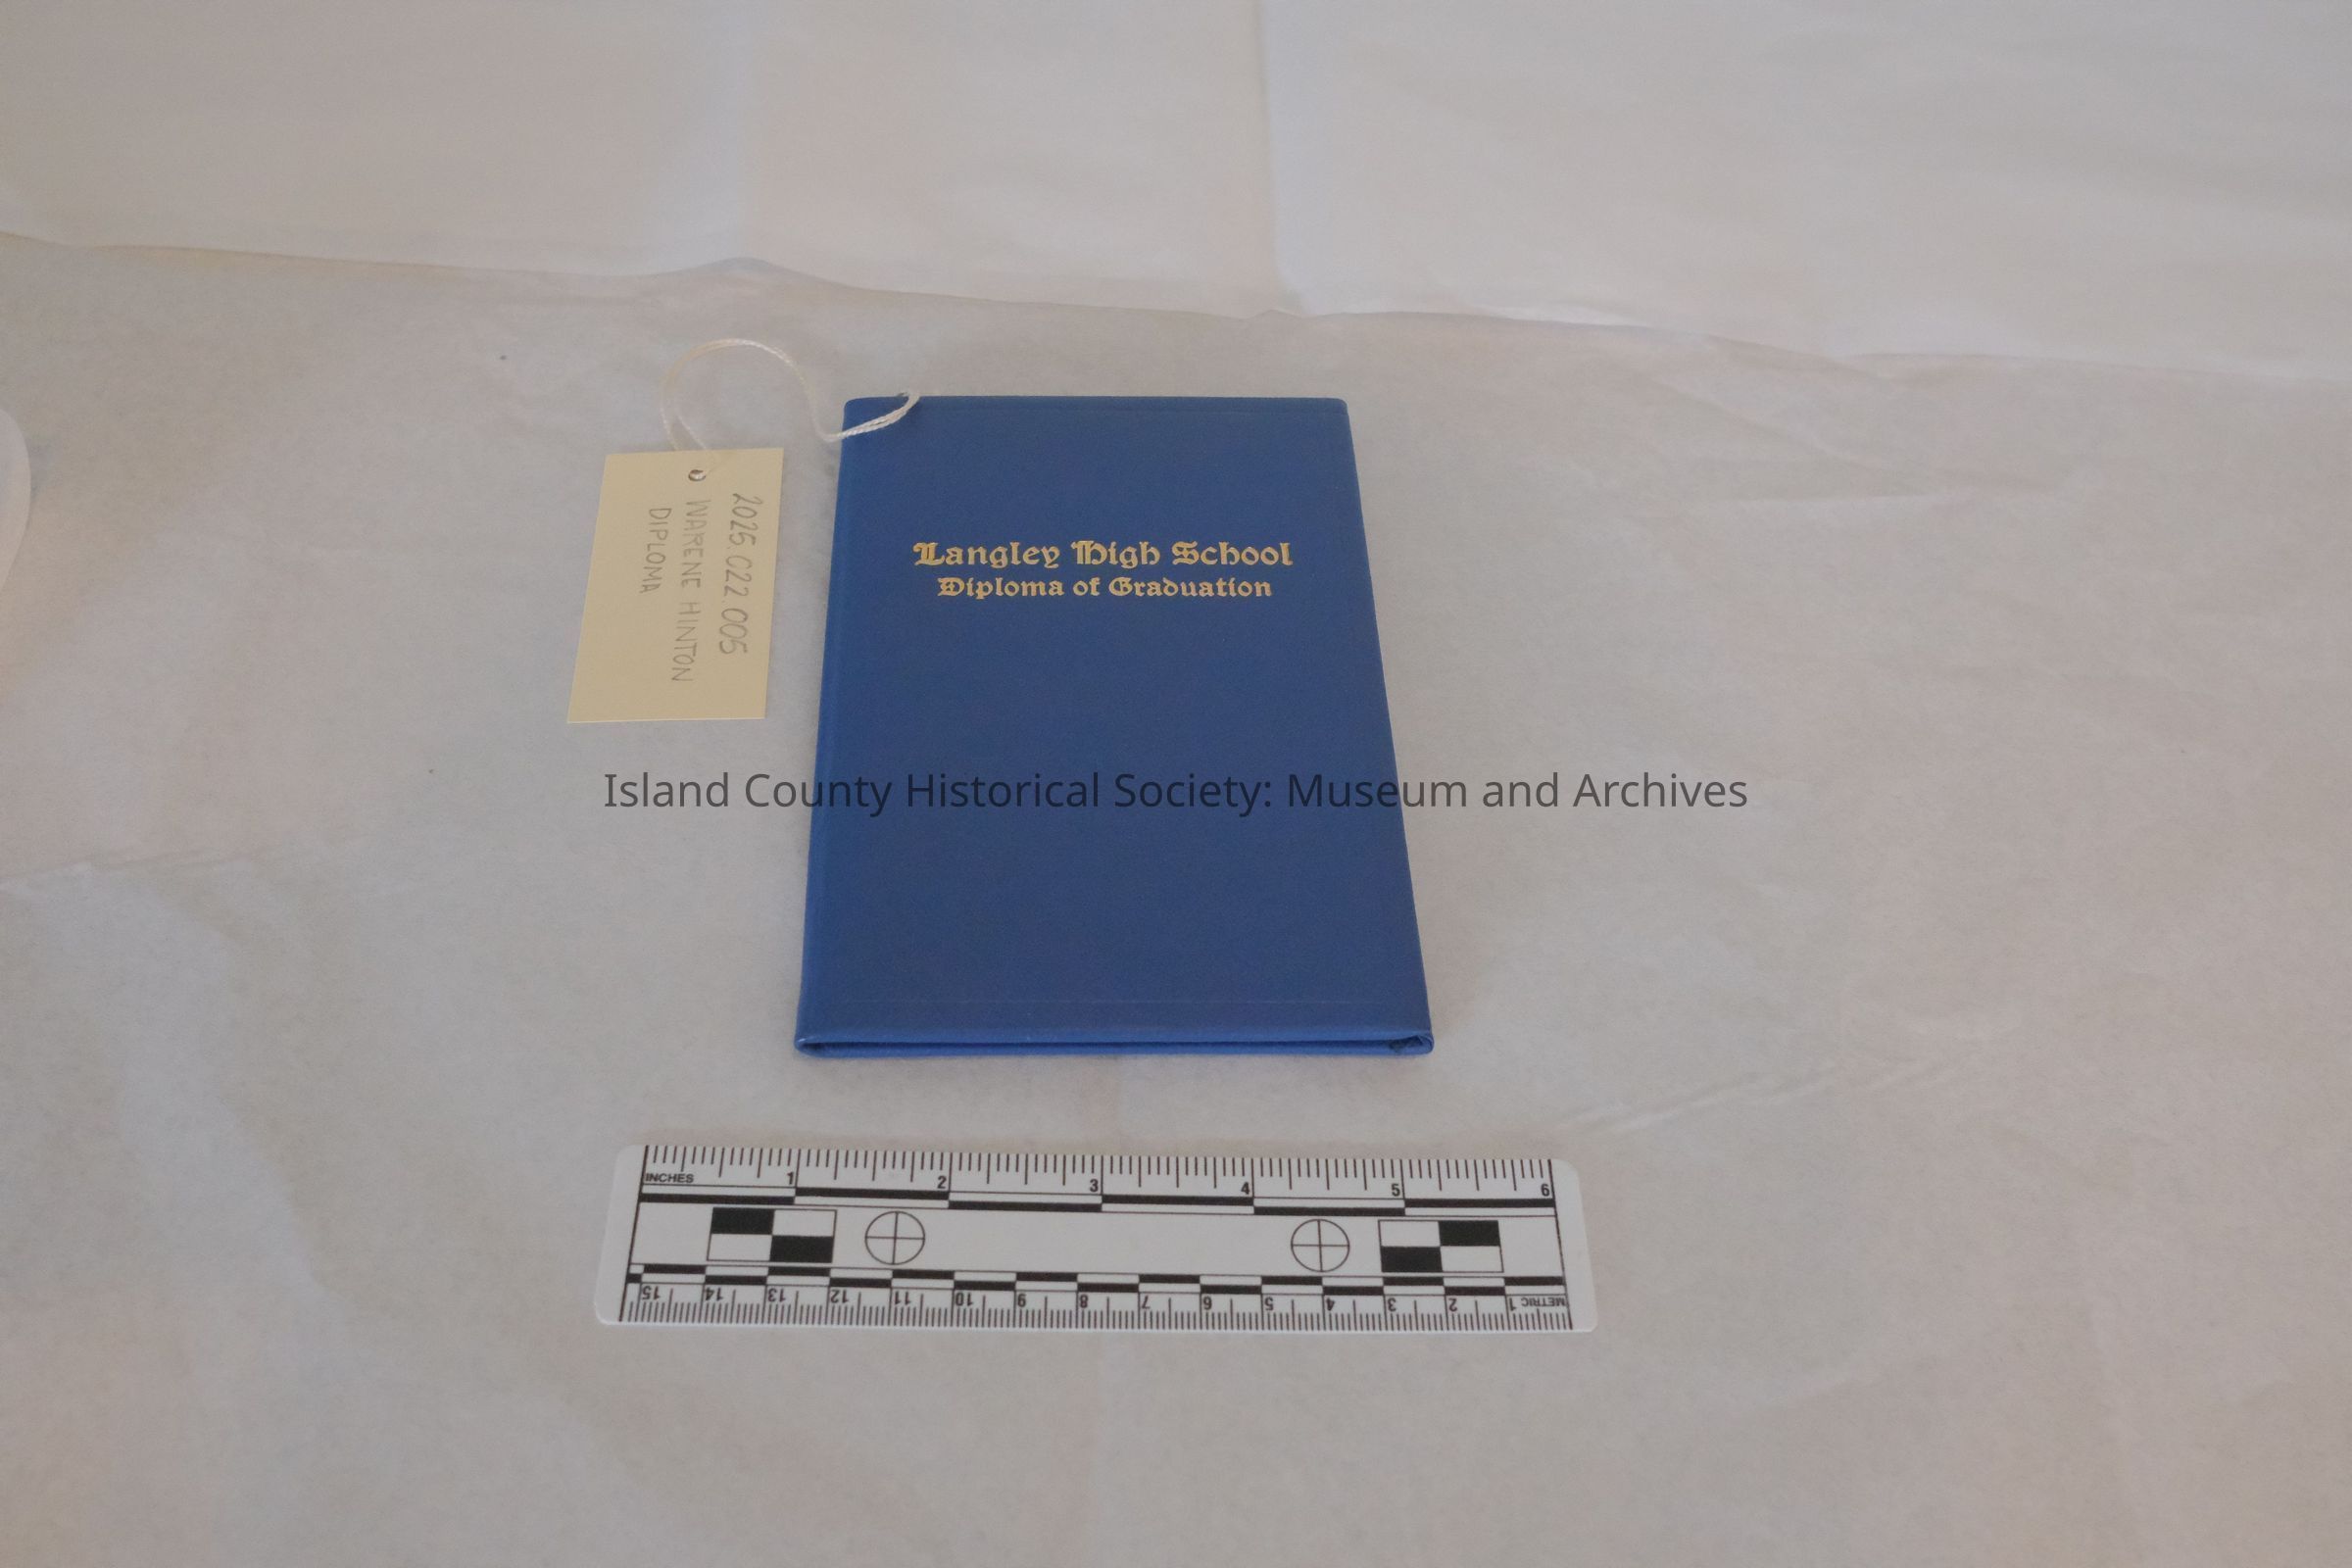 2025.022.005
WARENE HINTON
DIPLOMA
Langley High School
Diploma of Graduation
Island County Historical Society: Museum and Archives
INCHES 1 2 3 4 5 6
15 14 13 12 11 10 9 8 7 6 5 4 3 2 1 METRIC